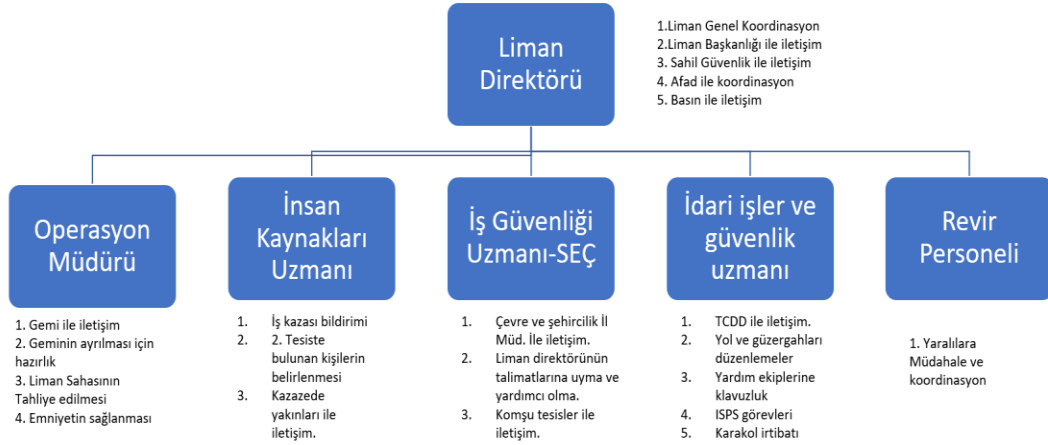 Liman
Direktörü
1.Liman Genel Koordinasyon
2.Liman Başkanlığı ile iletişim
3. Sahil Güvenlik ile iletişim
4. Afad ile koordinasyon
5. Basın ile iletişim
Operasyon
Müdürü
1. Gemi ile iletişim
2. Geminin ayrılması için
hazırlık
3. Liman Sahasının
Tahliye edilmesi
4. Emniyetin sağlanması
İnsan
Kaynakları
Uzmanı
1. İş kazası bildirimi
2. 2. Tesiste
bulunan kişilerin
belirlenmesi
3. Kazazede
yakınları ile
iletişim.
İş Güvenliği
Uzmanı-SEÇ
1. Çevre ve şehircilik İl
Müd. İle iletişim.
2. Liman direktörünün
talimatlarına uyma ve
yardımcı olma.
3. Komşu tesisler ile
iletişim.
İdari işler ve
güvenlik
uzmanı
1. TCDD ile iletişim.
2. Yol ve güzergahları
düzenlemeler
3. Yardım ekiplerine
klavuzluk
4. ISPS görevleri
5. Karakol irtibatı
Revir
Personeli
1. Yaralılara
Müdahale ve
koordinasyon